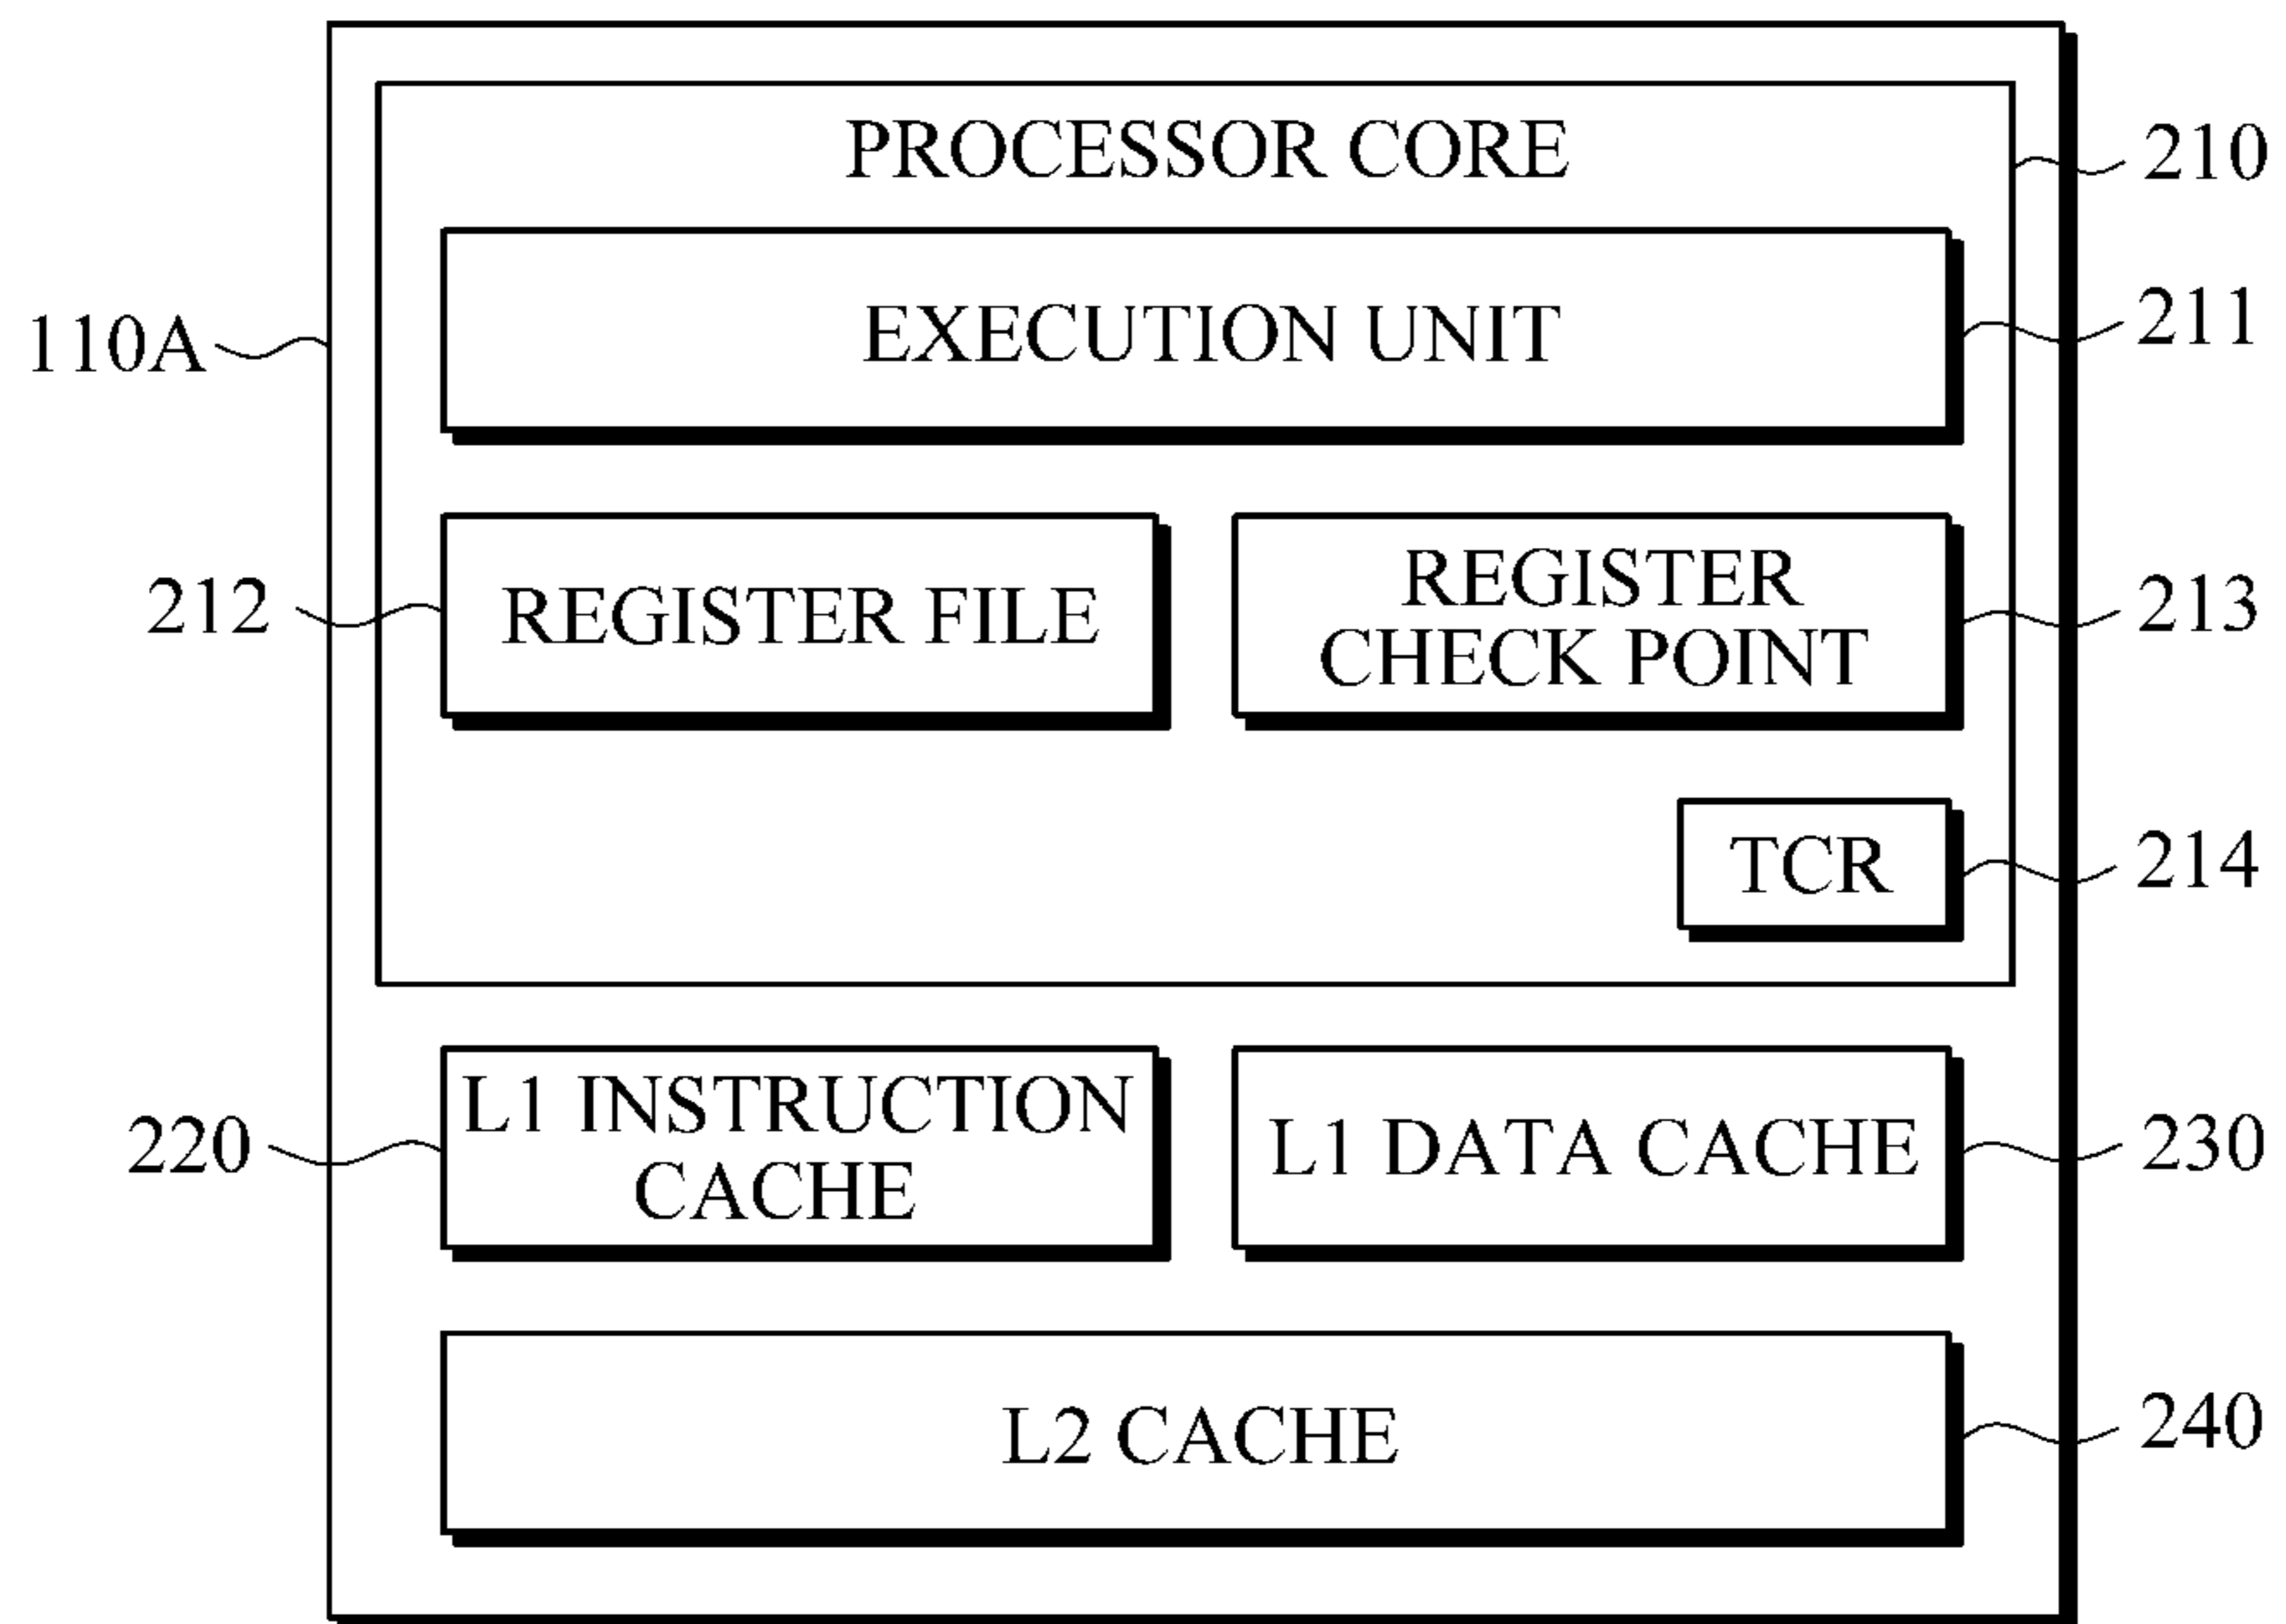 PROCESSOR CORE
210
EXECUTION UNIT
211
110A
212
REGISTER FILE
REGISTER
CHECK POINT
213
TCR
214
220
L1 INSTRUCTION
CACHE
L1 DATA CACHE
230
L2 CACHE
240